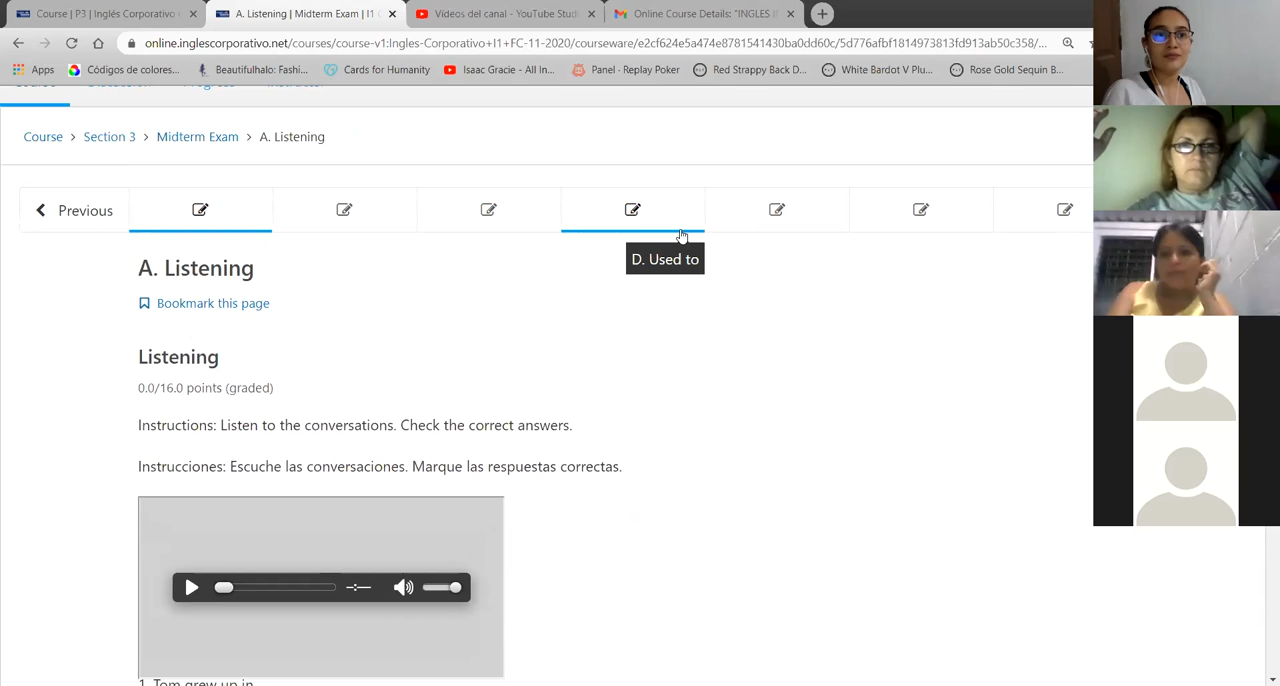 Course | P3 | Inglés Corporativo
A. Listening | Midterm Exam | I1
Vídeos del canal - YouTube Stud
Online Course Details: "INGLES I
online.inglescorporativo.net/courses/course-v1:Ingles-Corporativo+I1+FC-11-2020/courseware/e2cf624e5a474e8781541430ba0dd60c/5d776afbf1814973813fd913ab50c358/...
Apps
Códigos de colores...
Beautifulhalo: Fashi...
Cards for Humanity
Isaac Gracie - All In...
Panel · Replay Poker
Red Strappy Back D...
White Bardot V Plu...
Rose Gold Sequin B...
Course > Section 3 > Midterm Exam > A. Listening
Previous
D. Used to
A. Listening
Bookmark this page
Listening
0.0/16.0 points (graded)
Instructions: Listen to the conversations. Check the correct answers.
Instrucciones: Escuche las conversaciones. Marque las respuestas correctas.
1. Tom grew up in